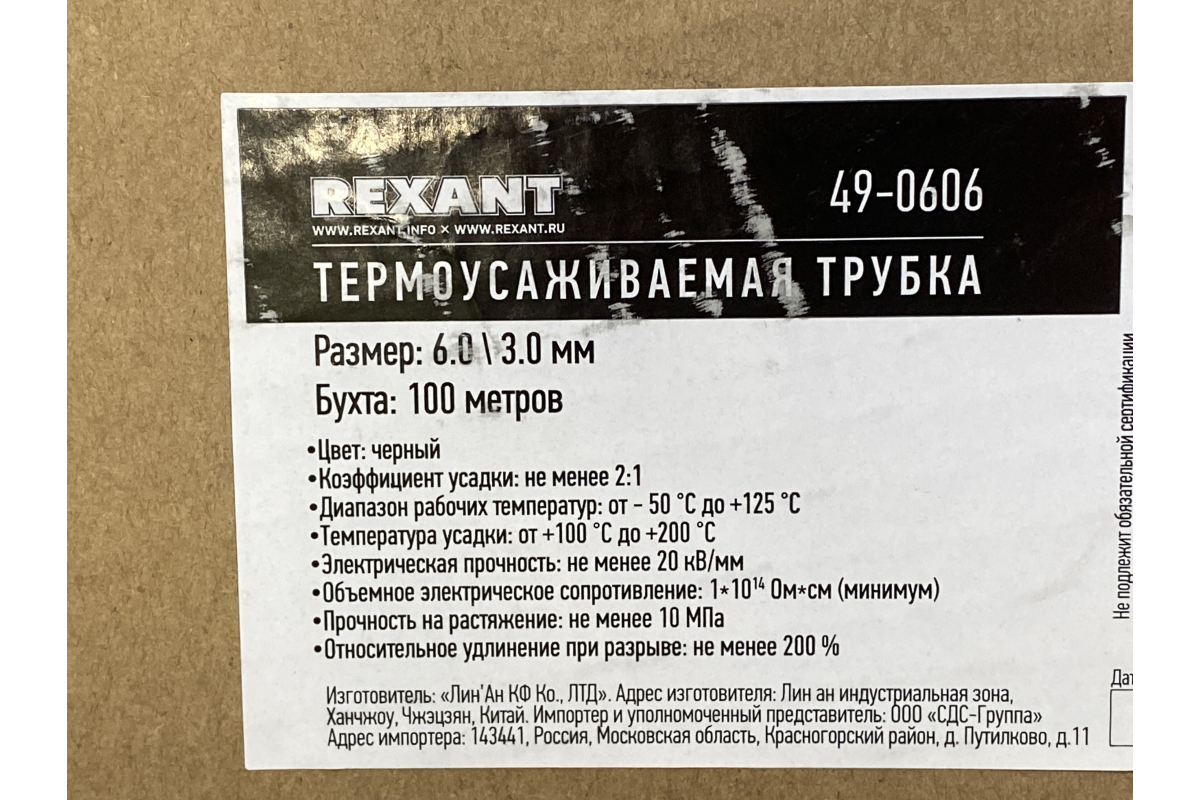 REXANT
49-0606
WWW.REXANT.INFO × WWW.REXANT.RU
ТЕРМОУСАЖИВАЕМАЯ ТРУБКА
Размер: 6.0 \ 3.0 мм
Бухта: 100 метров
•Цвет: черный
•Коэффициент усадки: не менее 2:1
•Диапазон рабочих температур: от - 50 °С до +125 °С
•Температура усадки: от +100 °С до +200 °С
•Электрическая прочность: не менее 20 кВ/мм
•Объемное электрическое сопротивление: 1*10¹⁴ Ом*см (минимум)
•Прочность на растяжение: не менее 10 МПа
•Относительное удлинение при разрыве: не менее 200 %
Изготовитель: «Лин'Ан КФ Ко., ЛТД». Адрес изготовителя: Лин ан индустриальная зона,
Ханчжоу, Чжэцзян, Китай. Импортер и уполномоченный представитель: ООО «СДС-Группа»
Адрес импортера: 143441, Россия, Московская область, Красногорский район, д. Путилково, д.11
Не подлежит обязательной сертификации